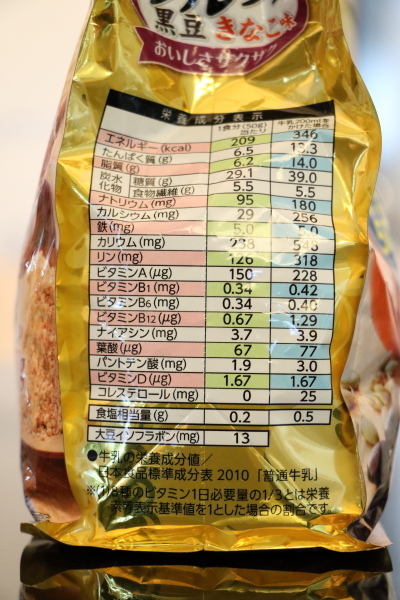 黒豆きなこ味
おいしさサクサク
栄養成分表示
1食分(50g)当たり 牛乳200mlをかけた場合
エネルギー(kcal) 209 346
たんぱく質(g) 6.5 13.3
脂質(g) 6.2 14.0
炭水化物 糖質(g) 29.1 39.0
食物繊維(g) 5.5 5.5
ナトリウム(mg) 95 180
カルシウム(mg) 29 256
鉄(mg) 5.0 5.0
カリウム(mg) 238 548
リン(mg) 126 318
ビタミンA(μg) 150 228
ビタミンB1(mg) 0.34 0.42
ビタミンB6(mg) 0.34 0.40
ビタミンB12(μg) 0.67 1.29
ナイアシン(mg) 3.7 3.9
葉酸(μg) 67 77
パントテン酸(mg) 1.9 3.0
ビタミンD(μg) 1.67 1.67
コレステロール(mg) 0 25
食塩相当量(g) 0.2 0.5
大豆イソフラボン(mg) 13
●牛乳の栄養成分値/
日本食品標準成分表 2010「普通牛乳」
種のビタミン1日必要量の1/3とは栄養
素等表示基準値を1とした場合の割合です。